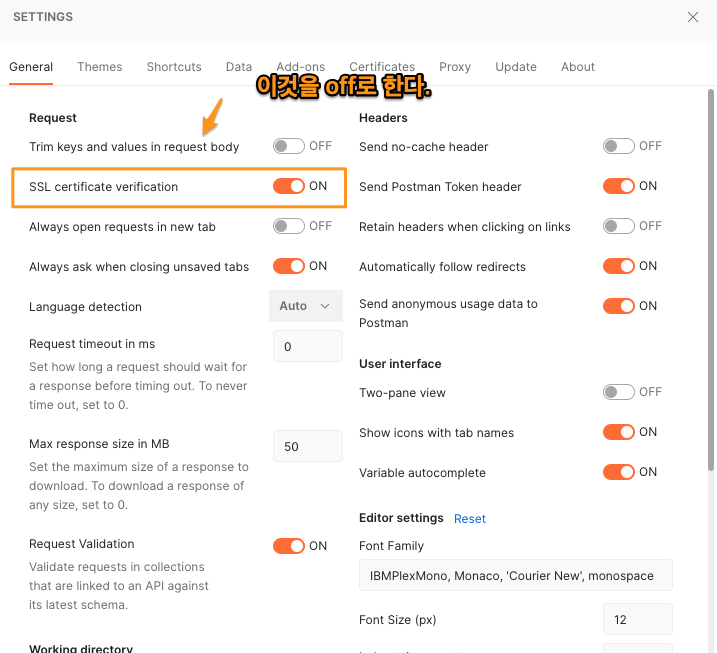 SETTINGS
General Themes Shortcuts Data Add-ons Certificates Proxy Update About
이것을 off로 한다.
Request
Trim keys and values in request body OFF
SSL certificate verification ON
Always open requests in new tab OFF
Always ask when closing unsaved tabs ON
Language detection Auto
Request timeout in ms 0
Set how long a request should wait for
a response before timing out. To never
time out, set to 0.
Max response size in MB 50
Set the maximum size of a response to
download. To download a response of
any size, set to 0.
Request Validation ON
Validate requests in collections
that are linked to an API against
its latest schema.
Working directory
Headers
Send no-cache header OFF
Send Postman Token header ON
Retain headers when clicking on links OFF
Automatically follow redirects ON
Send anonymous usage data to
Postman ON
User interface
Two-pane view OFF
Show icons with tab names ON
Variable autocomplete ON
Editor settings Reset
Font Family
IBMPlexMono, Monaco, 'Courier New', monospace
Font Size (px) 12